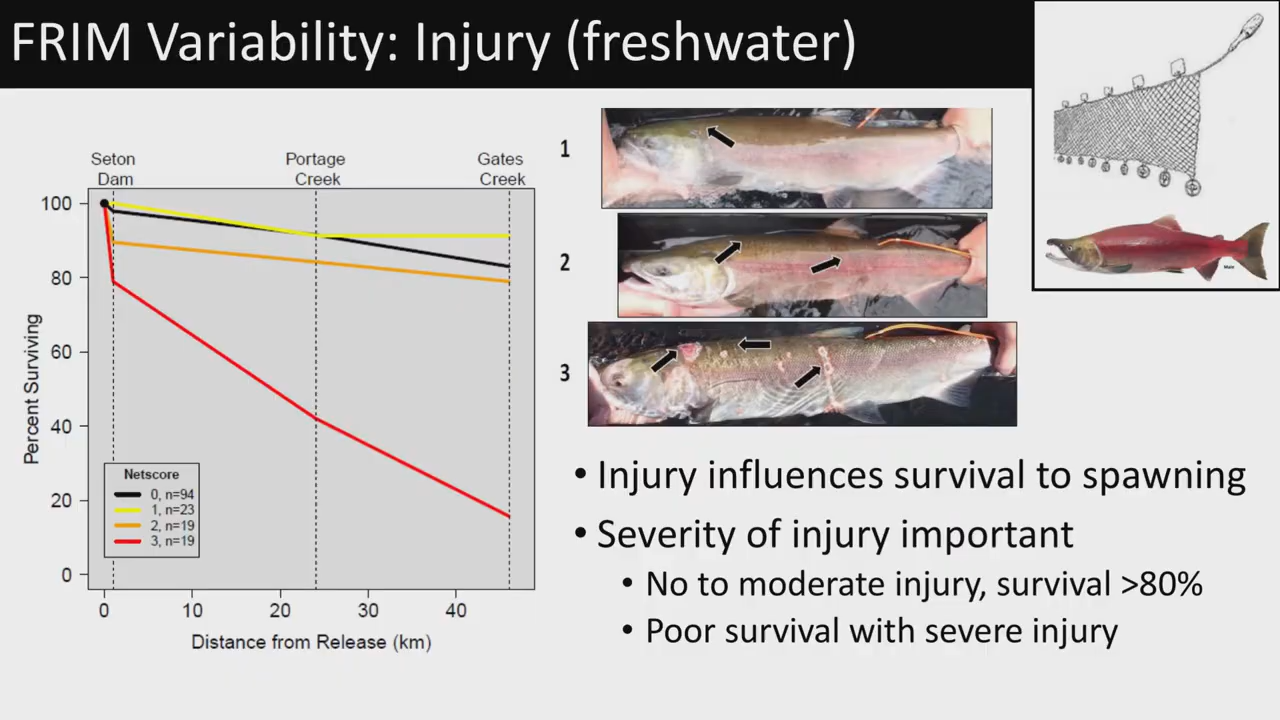 FRIM Variability: Injury (freshwater)
Seton
Dam
Portage
Creek
Gates
Creek
100
80
60
40
20
0
Percent Surviving
Netscore
0, n=94
1, n=23
2, n=19
3, n=19
0
10
20
30
40
Distance from Release (km)
1
2
3
Male
• Injury influences survival to spawning
• Severity of injury important
• No to moderate injury, survival >80%
• Poor survival with severe injury